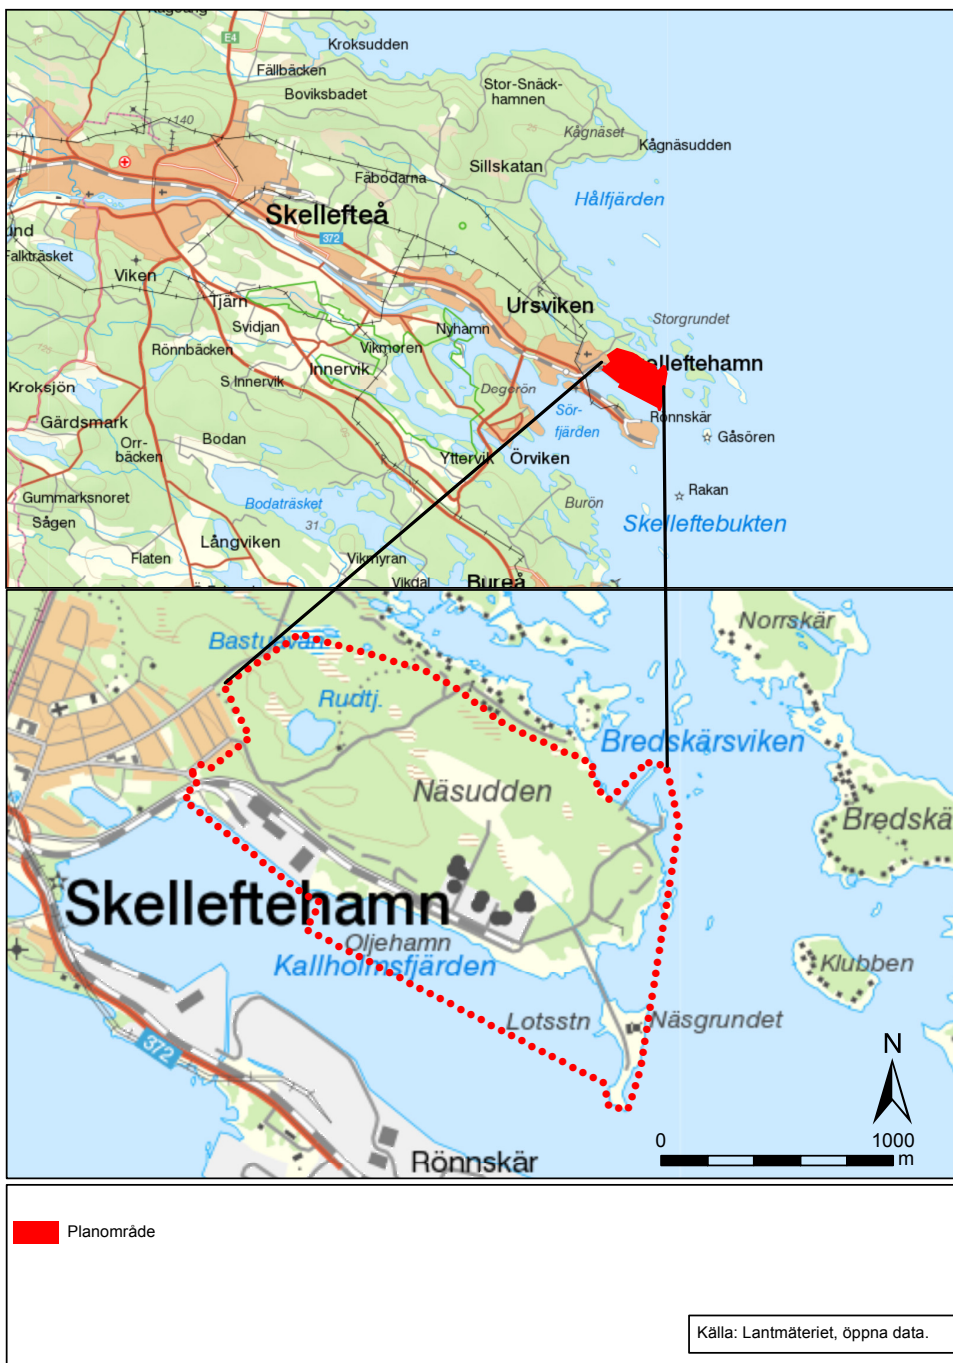 Kroksudden
E4
Fällbäcken
Boviksbadet
Stor-Snäck-
hamnen
140
Kågnäset
Kågnäsudden
Sillskatan
Fäbodarna
Hålfjärden
Skellefteå
372
Falkträsket
Viken
Tjärn
Svidjan
Ursviken
Nyhamn
Storgrundet
Rönnbäcken
Vikmoren
Innervik
S Innervik
elleftehamn
Kroksjön
Degerön
Rönnskär
Gärdsmark
Sör-
fjärden
Gåsören
Orr-
bäcken
Bodan
Yttervik
Örviken
Rakan
Gummarksnoret
Bodaträsket
Burön
Sågen
31
Skelleftebukten
Långviken
Flaten
Vikmyran
Vikdal
Bureå
Norrskär
Rudtj.
Bredskärsviken
Näsudden
Bredskä
Skelleftehamn
Oljehamn
Kallholmsfjärden
Klubben
Lotsstn
Näsgrundet
372
N
0
1000
m
Rönnskär
Planområde
Källa: Lantmäteriet, öppna data.